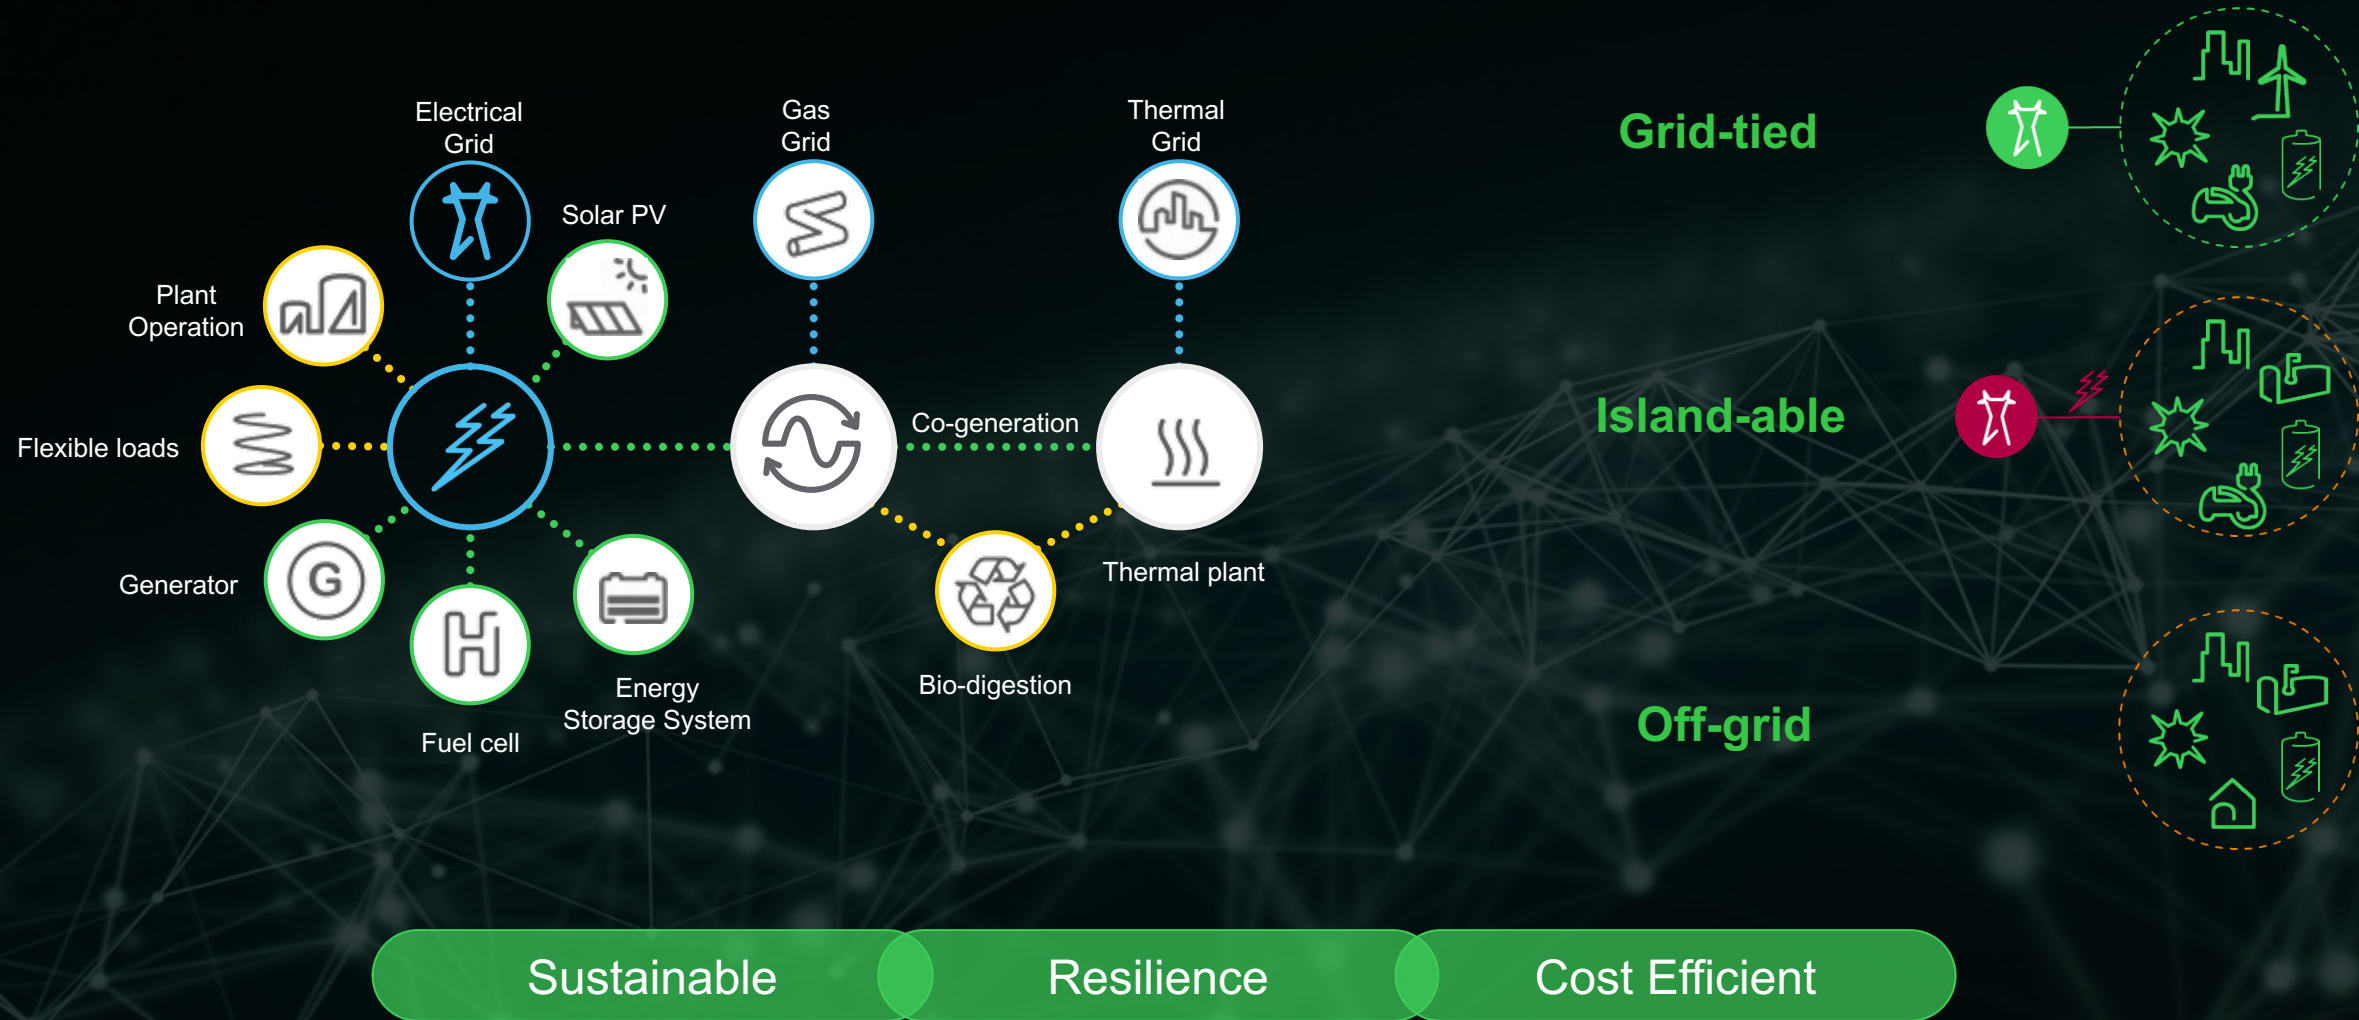 Electrical
Grid
Gas
Grid
Thermal
Grid
Solar PV
Plant
Operation
Flexible loads
Co-generation
Generator
G
Thermal plant
Energy
Storage System
Bio-digestion
Fuel cell
Grid-tied
Island-able
Off-grid
Sustainable
Resilience
Cost Efficient